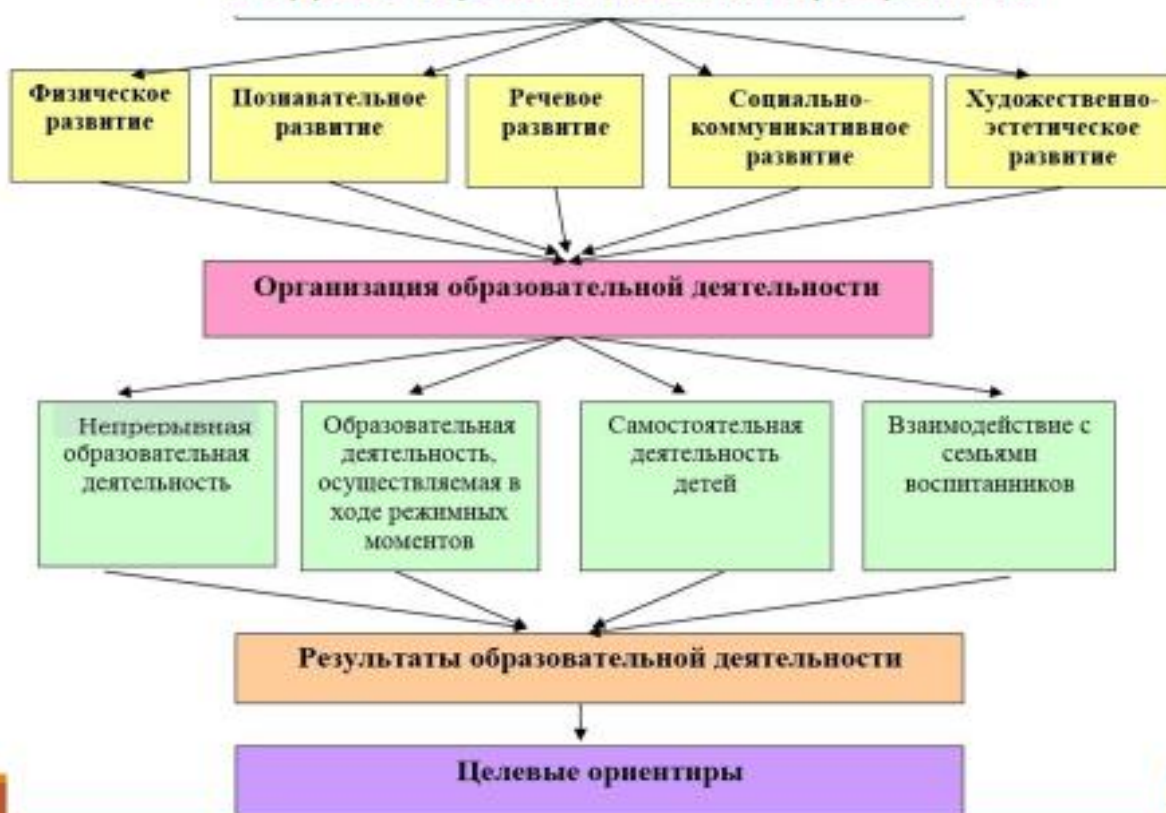 Физическое
развитие
Познавательное
развитие
Речевое
развитие
Социально-
коммуникативное
развитие
Художественно-
эстетическое
развитие
Организация образовательной деятельности
Непрерывная
образовательная
деятельность
Образовательная
деятельность,
осуществляемая в
ходе режимных
моментов
Самостоятельная
деятельность
детей
Взаимодействие с
семьями
воспитанников
Результаты образовательной деятельности
Целевые ориентиры